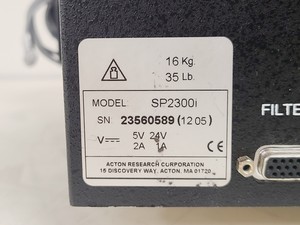 16 Kg.
35 Lb.
MODEL SP2300i
SN 23560589 (12 05)
V 5V 24V
2A 1A
ACTON RESEARCH CORPORATION
15 DISCOVERY WAY, ACTON, MA 01720
FILTE